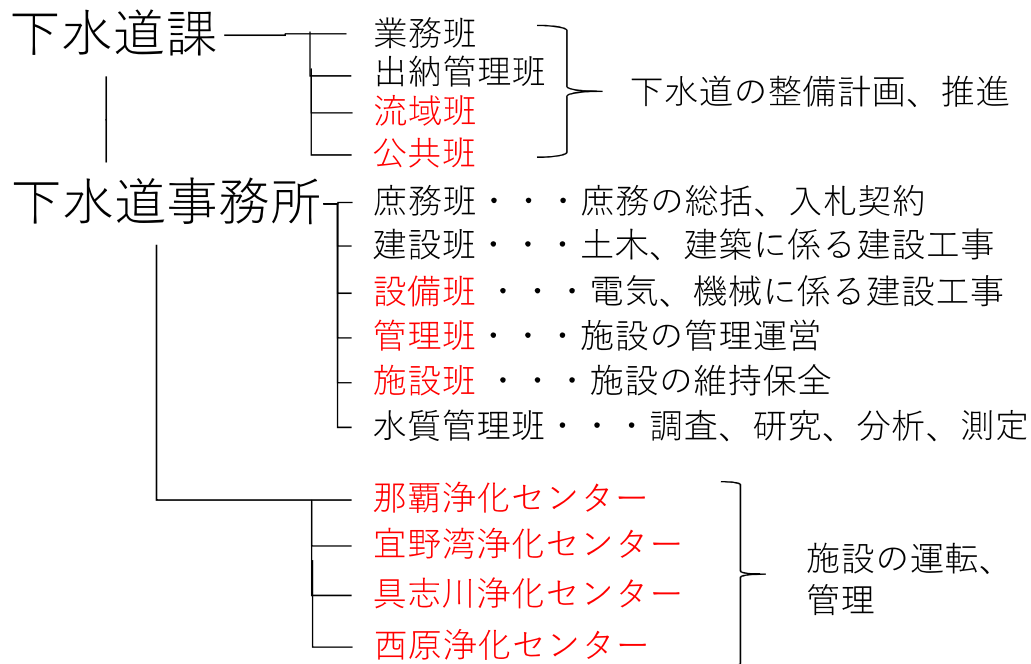 下水道課
業務班
出納管理班
流域班
公共班
下水道の整備計画、推進
下水道事務所
庶務班・・・庶務の総括、入札契約
建設班・・・土木、建築に係る建設工事
設備班 ・・・電気、機械に係る建設工事
管理班・・・施設の管理運営
施設班 ・・・施設の維持保全
水質管理班・・・調査、研究、分析、測定
那覇浄化センター
宜野湾浄化センター
具志川浄化センター
西原浄化センター
施設の運転、
管理